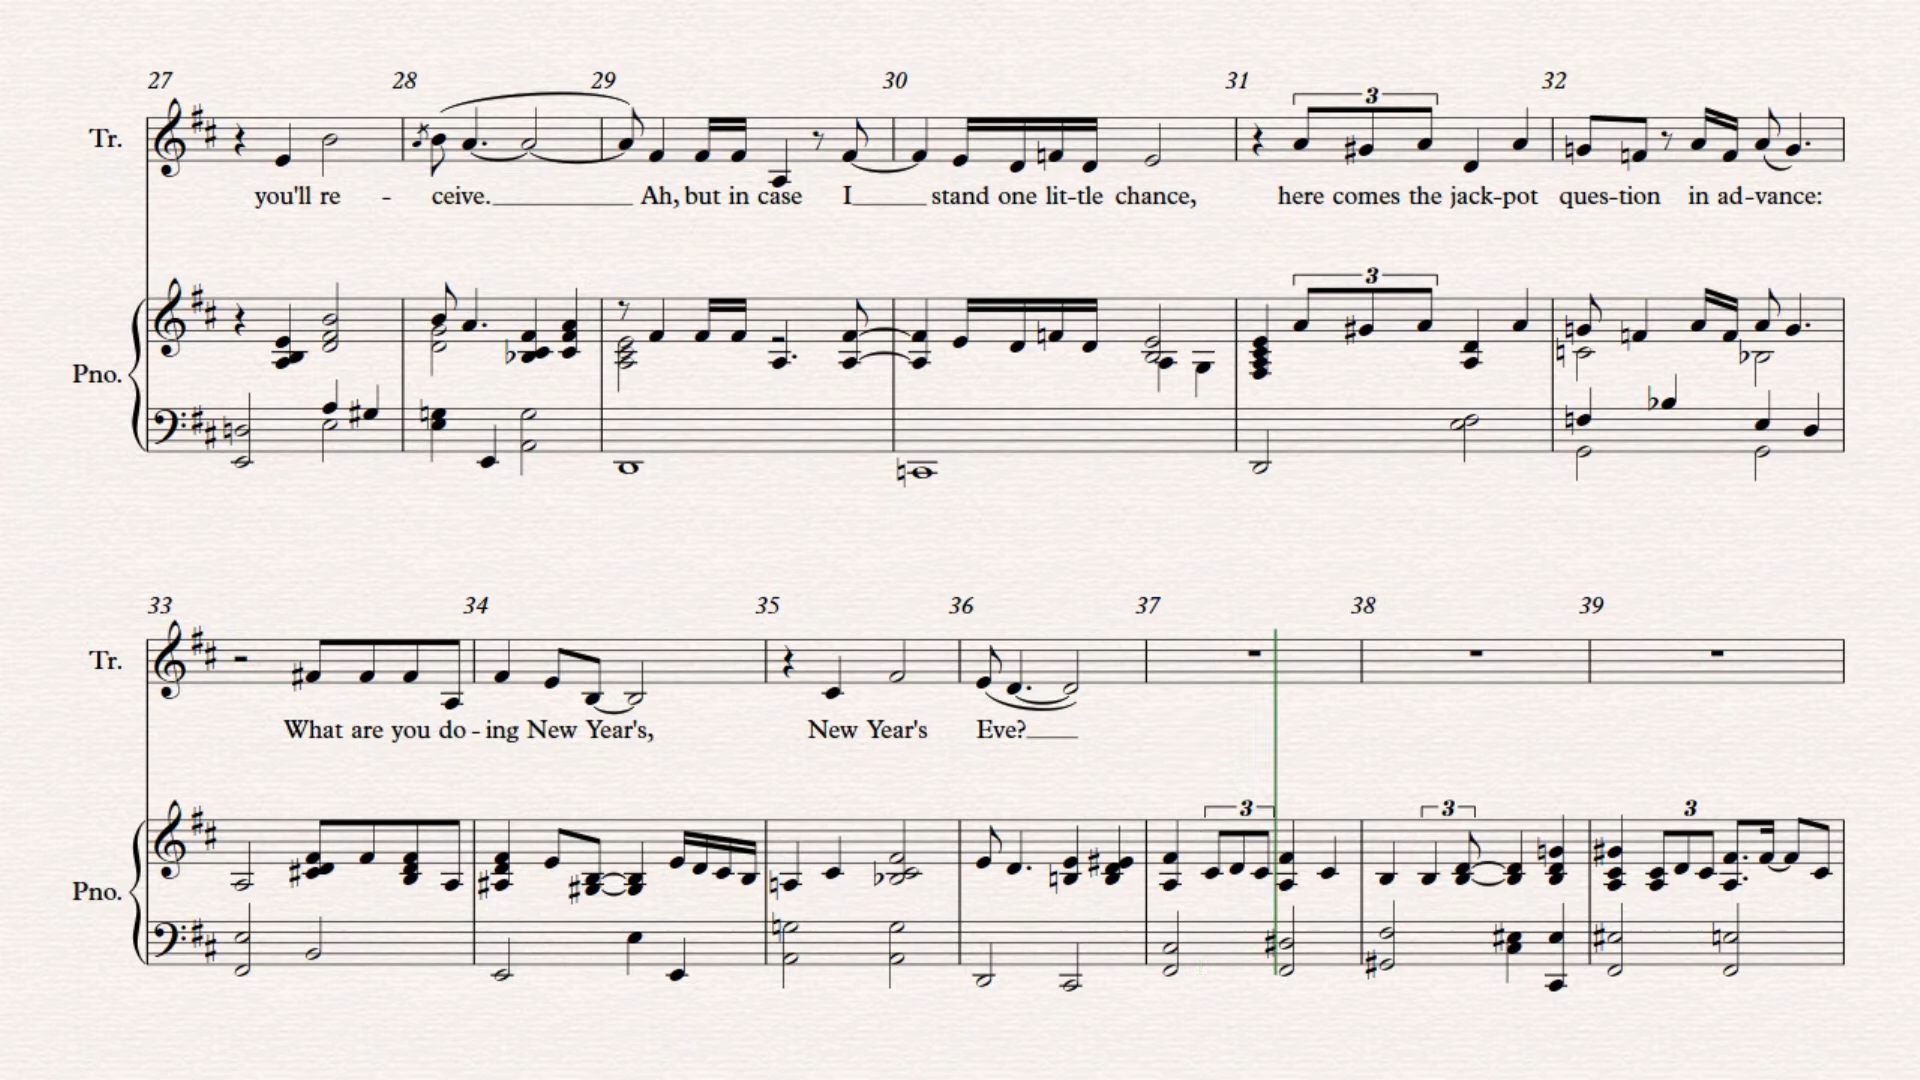 27 28 29 30 31 32
3
Tr.
you'll re - ceive. Ah, but in case I stand one lit-tle chance, here comes the jack-pot ques-tion in ad-vance:
3
Pno.
33 34 35 36 37 38 39
Tr.
What are you do-ing New Year's, New Year's Eve?
3 3 3
Pno.